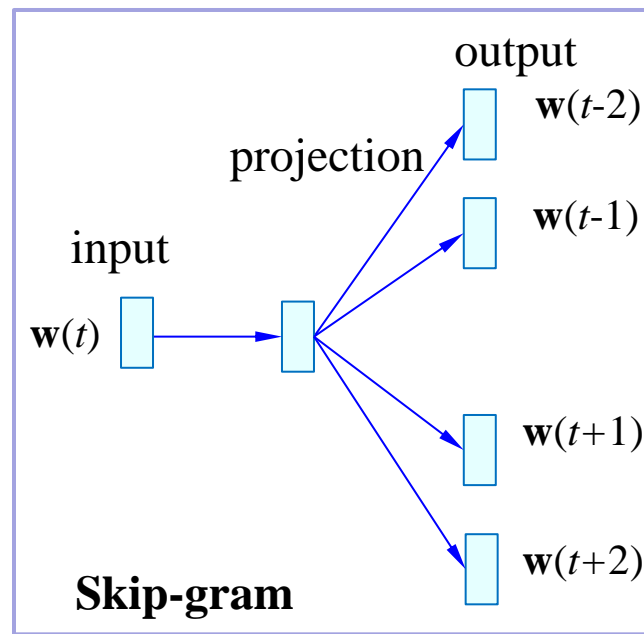 output
w(t-2)
projection
w(t-1)
input
w(t)
w(t+1)
w(t+2)
Skip-gram